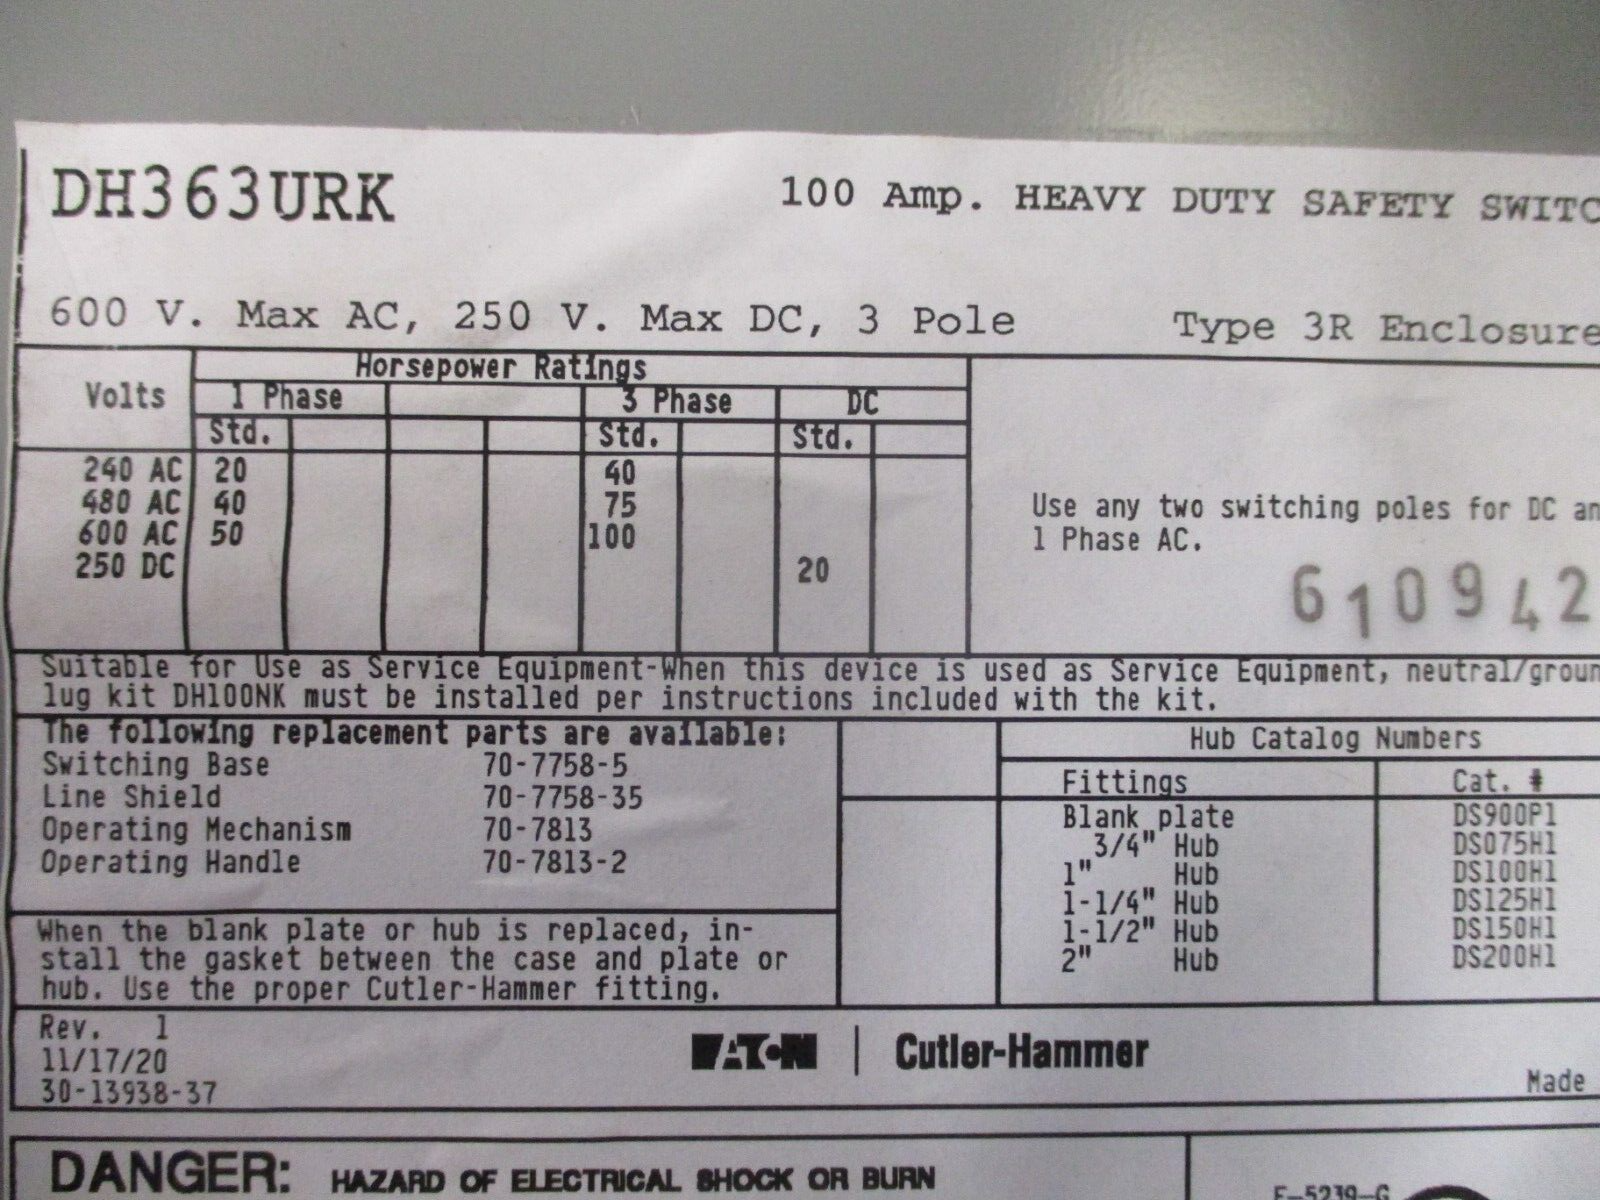 DH363URK 100 Amp. HEAVY DUTY SAFETY SWITC
600 V. Max AC, 250 V. Max DC, 3 Pole Type 3R Enclosure
Horsepower Ratings
Volts 1 Phase 3 Phase DC
Std. Std. Std.
240 AC 20 40
480 AC 40 75
600 AC 50 100
250 DC 20
Use any two switching poles for DC an
1 Phase AC.
610942
Suitable for Use as Service Equipment-When this device is used as Service Equipment, neutral/groun
lug kit DH100NK must be installed per instructions included with the kit.
The following replacement parts are available:
Switching Base 70-7758-5
Line Shield 70-7758-35
Operating Mechanism 70-7813
Operating Handle 70-7813-2
Hub Catalog Numbers
Fittings Cat. #
Blank plate DS900P1
3/4" Hub DS075H1
1" Hub DS100H1
1-1/4" Hub DS125H1
1-1/2" Hub DS150H1
2" Hub DS200H1
When the blank plate or hub is replaced, in-
stall the gasket between the case and plate or
hub. Use the proper Cutler-Hammer fitting.
Rev. 1
11/17/20
30-13938-37
EATON | Cutler-Hammer
Made
DANGER: HAZARD OF ELECTRICAL SHOCK OR BURN
E-5239-G